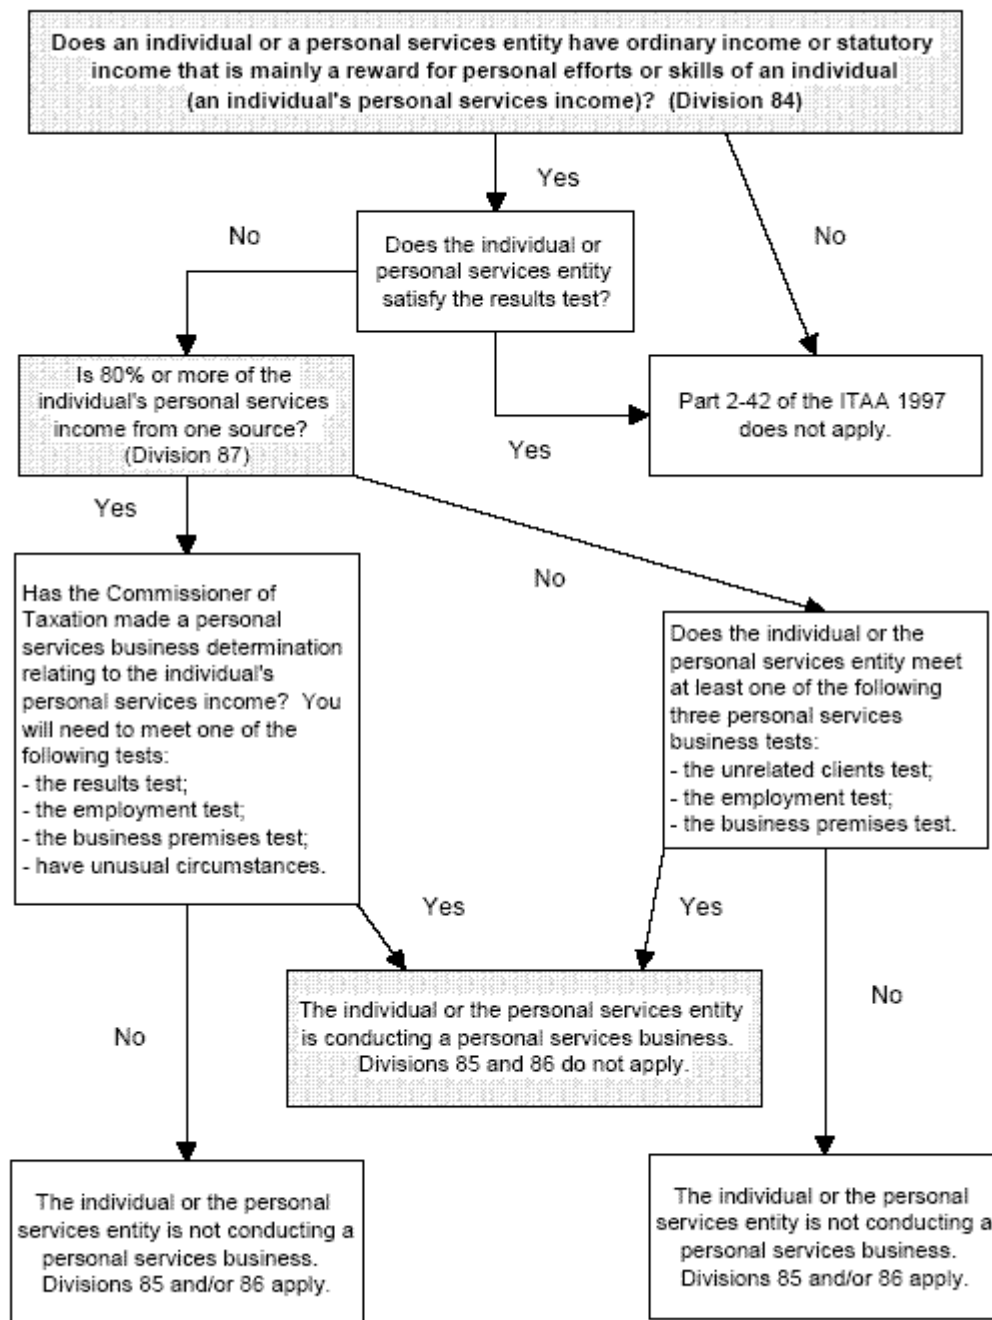 Does an individual or a personal services entity have ordinary income or statutory
income that is mainly a reward for personal efforts or skills of an individual
(an individual's personal services income)? (Division 84)
Yes
No
No
Does the individual or
personal services entity
satisfy the results test?
Is 80% or more of the
individual's personal services
income from one source?
(Division 87)
Part 2-42 of the ITAA 1997
does not apply.
Yes
Yes
No
Has the Commissioner of
Taxation made a personal
services business determination
relating to the individual's
personal services income? You
will need to meet one of the
following tests:
- the results test;
- the employment test;
- the business premises test;
- have unusual circumstances.
Does the individual or the
personal services entity meet
at least one of the following
three personal services
business tests:
- the unrelated clients test;
- the employment test;
- the business premises test.
Yes
Yes
No
No
The individual or the personal services entity
is conducting a personal services business.
Divisions 85 and 86 do not apply.
The individual or the personal
services entity is not conducting a
personal services business.
Divisions 85 and/or 86 apply.
The individual or the personal
services entity is not conducting a
personal services business.
Divisions 85 and/or 86 apply.